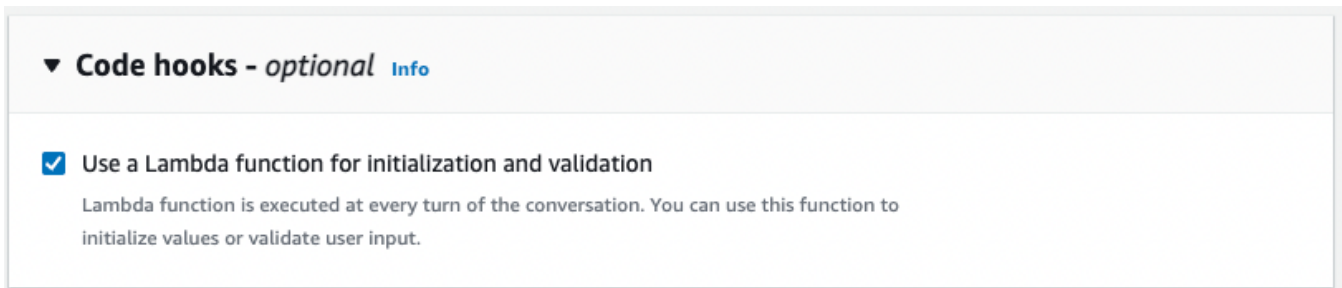 ▼ Code hooks - optional Info
Use a Lambda function for initialization and validation
Lambda function is executed at every turn of the conversation. You can use this function to
initialize values or validate user input.